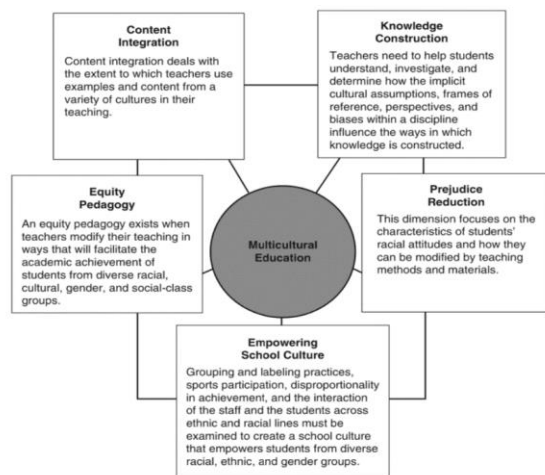 Content
Integration
Content integration deals with
the extent to which teachers use
examples and content from a
variety of cultures in their
teaching.
Knowledge
Construction
Teachers need to help students
understand, investigate, and
determine how the implicit
cultural assumptions, frames of
reference, perspectives, and
biases within a discipline
influence the ways in which
knowledge is constructed.
Equity
Pedagogy
An equity pedagogy exists when
teachers modify their teaching in
ways that will facilitate the
academic achievement of
students from diverse racial,
cultural, gender, and social-class
groups.
Multicultural
Education
Prejudice
Reduction
This dimension focuses on the
characteristics of students'
racial attitudes and how they
can be modified by teaching
methods and materials.
Empowering
School Culture
Grouping and labeling practices,
sports participation, disproportionality
in achievement, and the interaction
of the staff and the students across
ethnic and racial lines must be
examined to create a school culture
that empowers students from diverse
racial, ethnic, and gender groups.